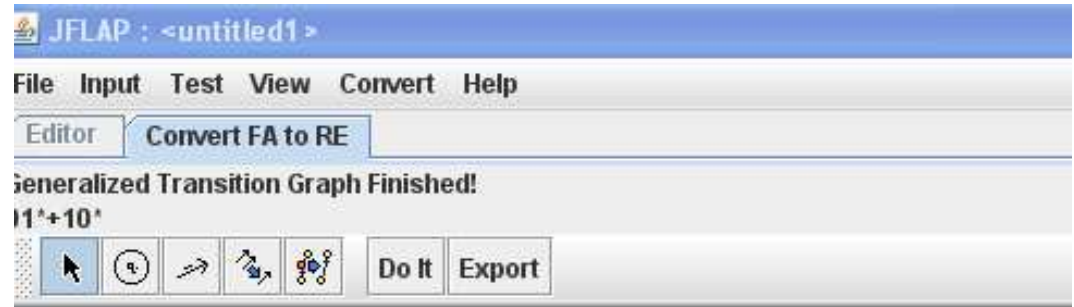 JFLAP : <untitled1>
File Input Test View Convert Help
Editor Convert FA to RE
Generalized Transition Graph Finished!
01*+10*
Do It Export